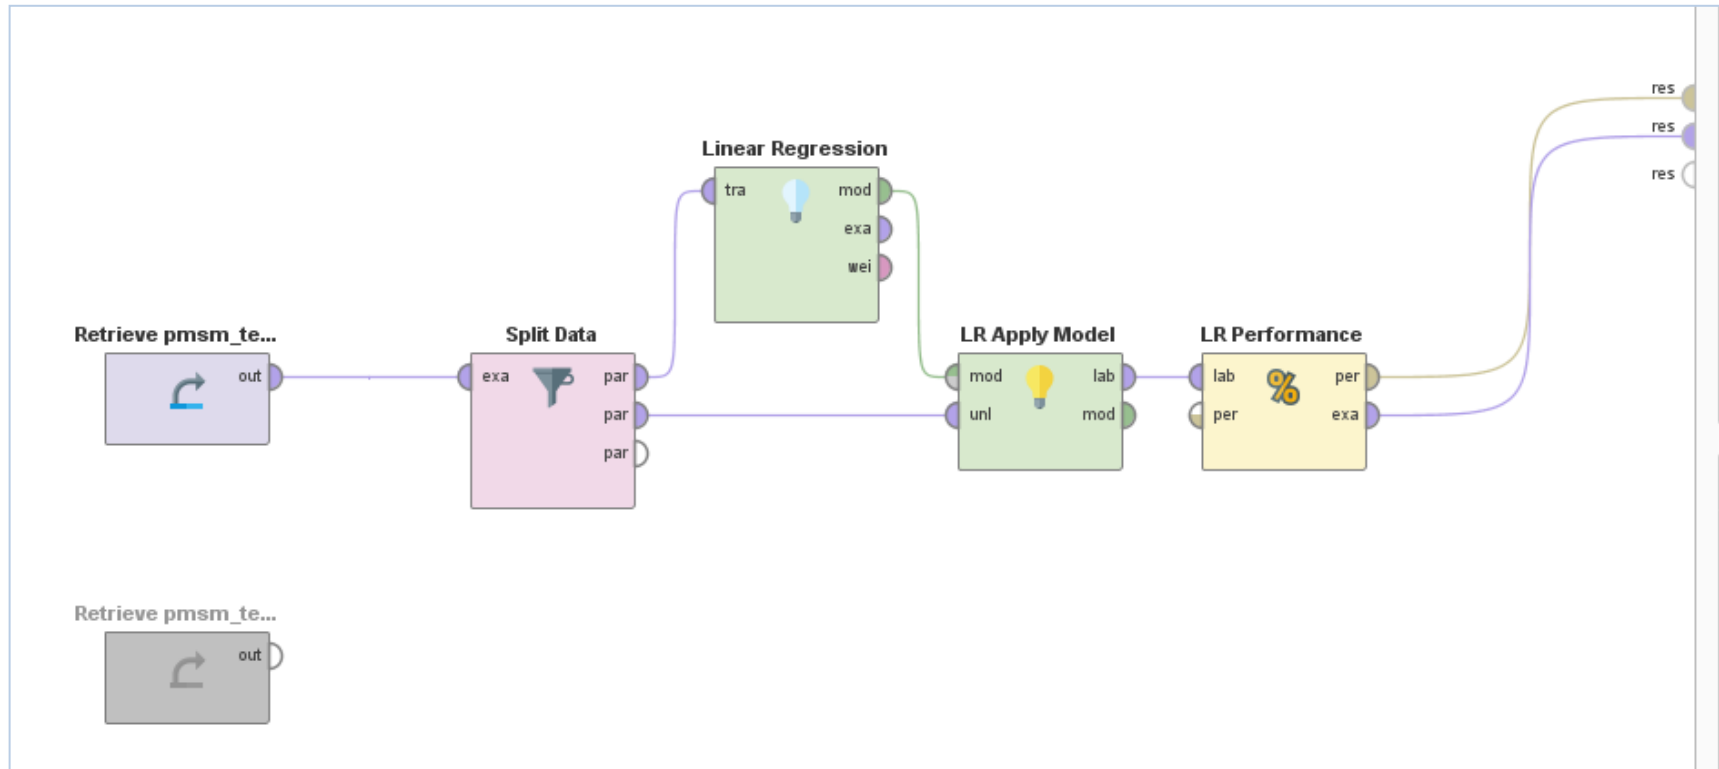 res
res
res
Linear Regression
tra mod
exa
wei
Retrieve pmsm_te...
out
Split Data
exa par
par
par
LR Apply Model
mod lab
unl mod
LR Performance
lab per
per exa
%
Retrieve pmsm_te...
out